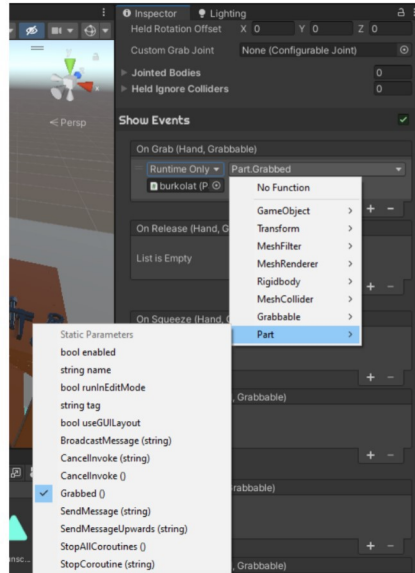 Inspector
Lighting
Held Rotation Offset X 0 Y 0 Z 0
Custom Grab Joint None (Configurable Joint)
Jointed Bodies 0
Held Ignore Colliders 0
Persp
Show Events
On Grab (Hand, Grabbable)
Runtime Only Part.Grabbed
burkolat (P
No Function
GameObject
Transform
MeshFilter
MeshRenderer
Rigidbody
MeshCollider
Grabbable
Part
On Release (Hand, G
List is Empty
On Squeeze (Hand,
Static Parameters
bool enabled
string name
bool runInEditMode
string tag
bool useGUILayout
BroadcastMessage (string)
CancelInvoke (string)
CancelInvoke ()
Grabbed ()
SendMessage (string)
SendMessageUpwards (string)
StopAllCoroutines ()
StopCoroutine (string)
, Grabbable)
rabbable)
, Grabbable)